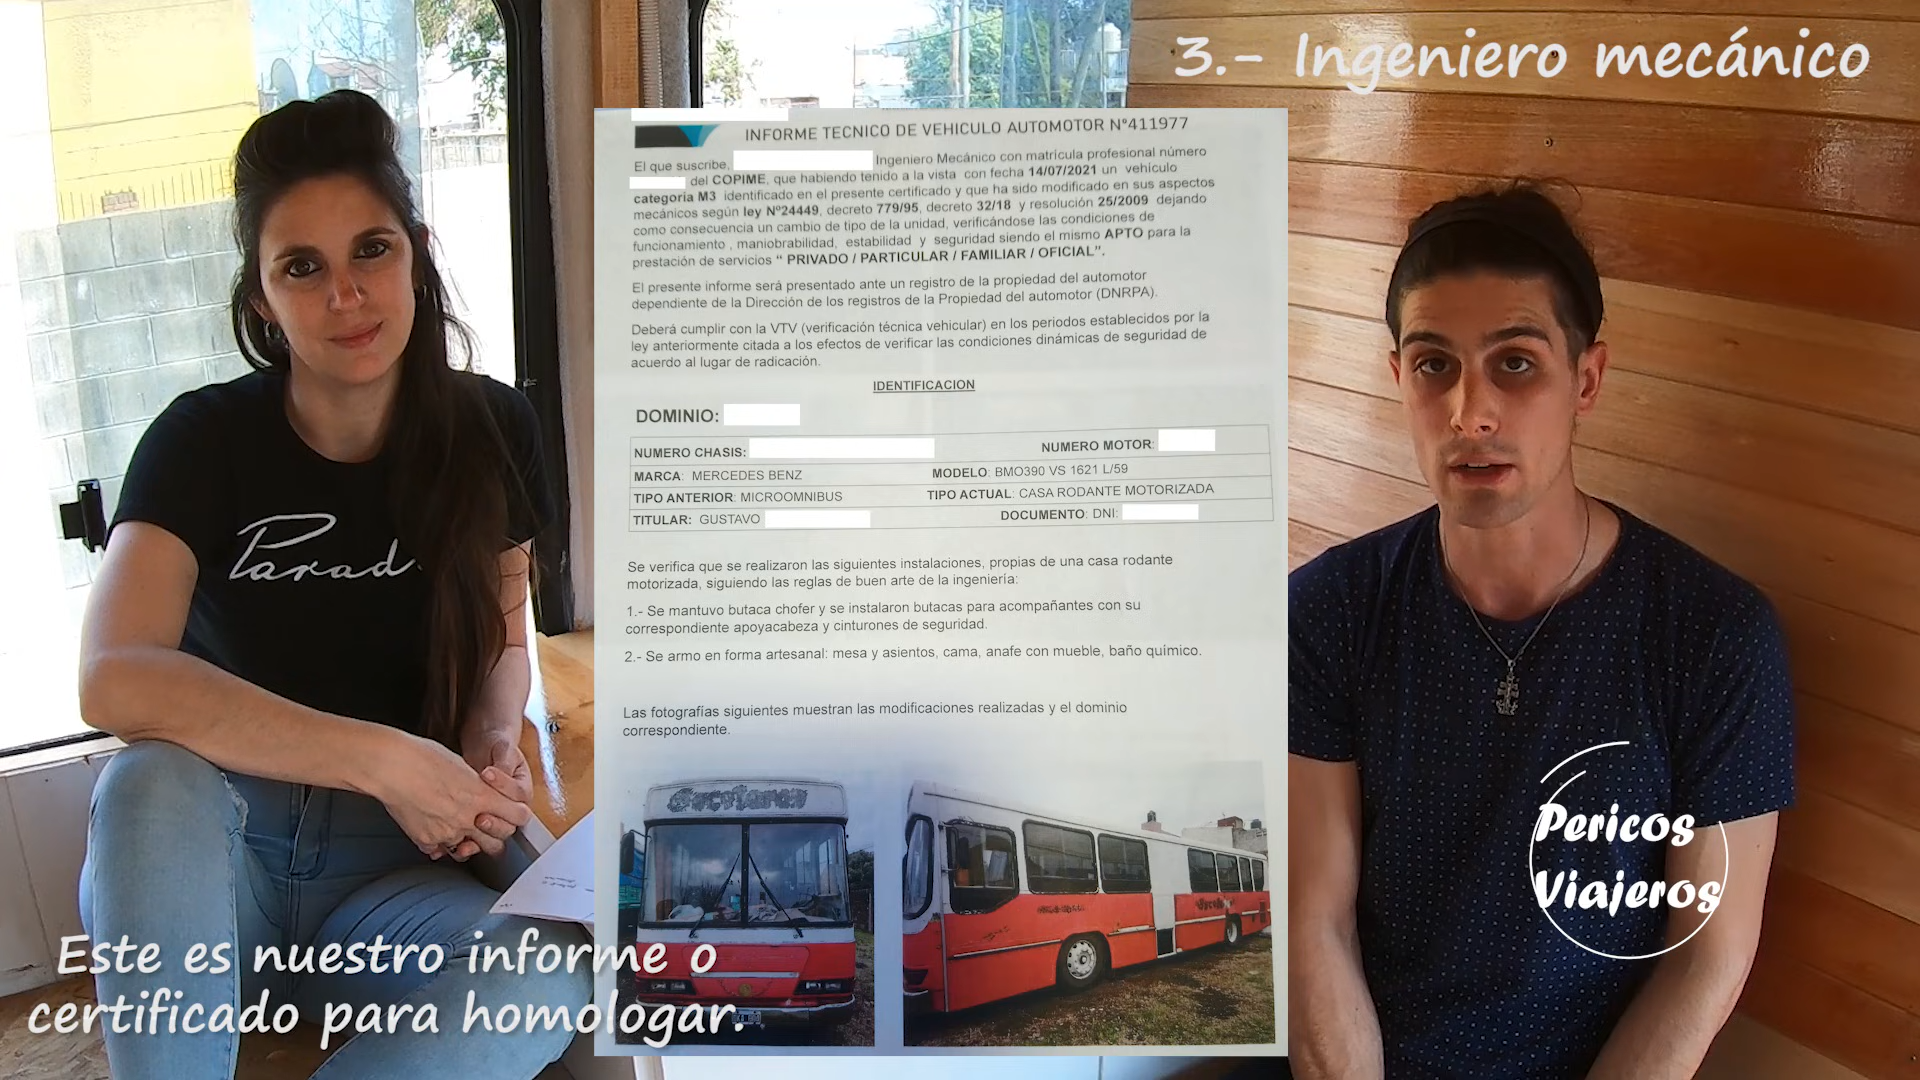 3.- Ingeniero mecánico
INFORME TECNICO DE VEHICULO AUTOMOTOR Nº411977
El que suscribe, Ingeniero Mecánico con matricula profesional número
del COPIME, que habiendo tenido a la vista con fecha 14/07/2021 un vehículo
categoria M3 identificado en el presente certificado y que ha sido modificado en sus aspectos
mecánicos según ley Nº24449, decreto 779/95, decreto 32/18 y resolución 25/2009 dejando
como consecuencia un cambio de tipo de la unidad, verificándose las condiciones de
funcionamiento , maniobrabilidad, estabilidad y seguridad siendo el mismo APTO para la
prestación de servicios “ PRIVADO / PARTICULAR / FAMILIAR / OFICIAL”.
El presente informe será presentado ante un registro de la propiedad del automotor
dependiente de la Dirección de los registros de la Propiedad del automotor (DNRPA).
Deberá cumplir con la VTV (verificación técnica vehicular) en los periodos establecidos por la
ley anteriormente citada a los efectos de verificar las condiciones dinámicas de seguridad de
acuerdo al lugar de radicación.
IDENTIFICACION
DOMINIO:
NUMERO CHASIS: NUMERO MOTOR:
MARCA: MERCEDES BENZ MODELO: BMO390 VS 1621 L/59
TIPO ANTERIOR: MICROOMNIBUS TIPO ACTUAL: CASA RODANTE MOTORIZADA
TITULAR: GUSTAVO DOCUMENTO: DNI:
Se verifica que se realizaron las siguientes instalaciones, propias de una casa rodante
motorizada, siguiendo las reglas de buen arte de la ingeniería:
1.- Se mantuvo butaca chofer y se instalaron butacas para acompañantes con su
correspondiente apoyacabeza y cinturones de seguridad.
2.- Se armo en forma artesanal: mesa y asientos, cama, anafe con mueble, baño químico.
Las fotografías siguientes muestran las modificaciones realizadas y el dominio
correspondiente.
Parad
Pericos
Viajeros
Este es nuestro informe o
certificado para homologar.